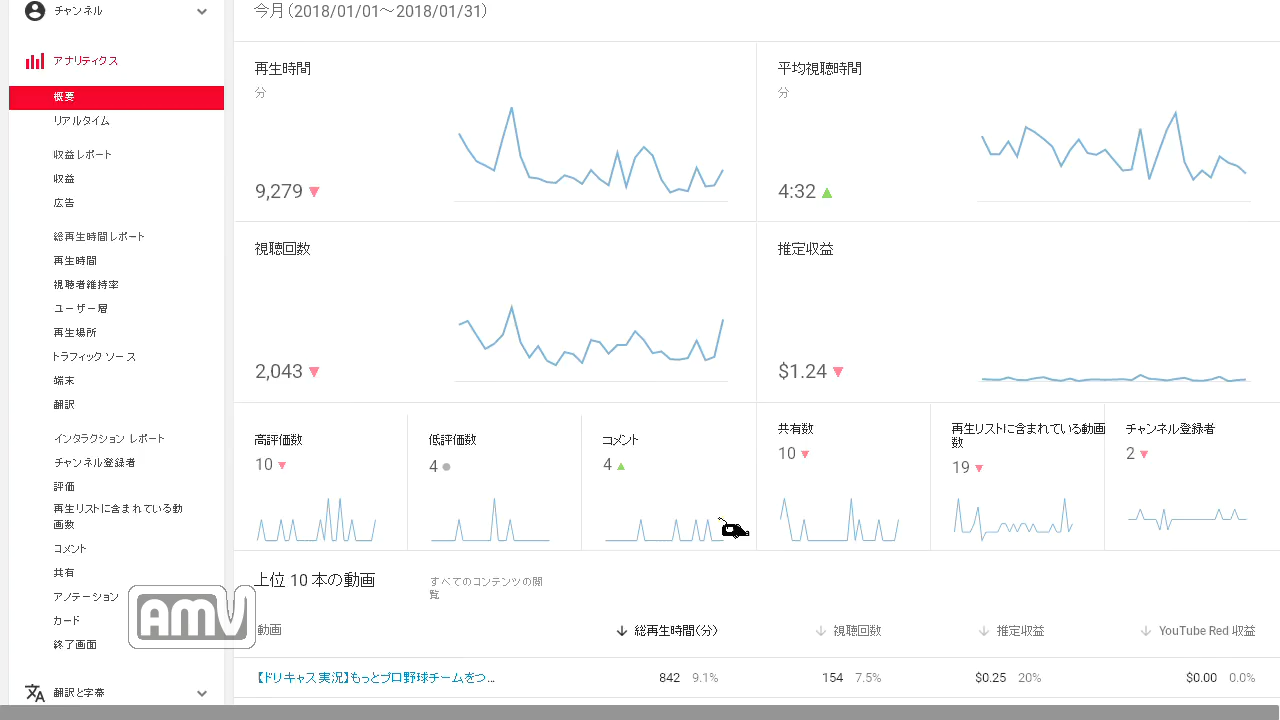 チャンネル
アナリティクス
概要
リアルタイム
収益レポート
収益
広告
総再生時間レポート
再生時間
視聴者維持率
ユーザー層
再生場所
トラフィック ソース
端末
翻訳
インタラクション レポート
チャンネル登録者
評価
再生リストに含まれている動
画数
コメント
共有
アノテーション
カード
終了画面
翻訳と字幕
今月（2018/01/01～2018/01/31）
再生時間
分
9,279
平均視聴時間
分
4:32
視聴回数
2,043
推定収益
$1.24
高評価数
10
低評価数
4
コメント
4
共有数
10
再生リストに含まれている動画
数
19
チャンネル登録者
2
上位 10 本の動画
すべてのコンテンツの閲
覧
動画 総再生時間（分） 視聴回数 推定収益 YouTube Red 収益
【ドリキャス実況】もっとプロ野球チームをつ... 842 9.1% 154 7.5% $0.25 20% $0.00 0.0%
AMV